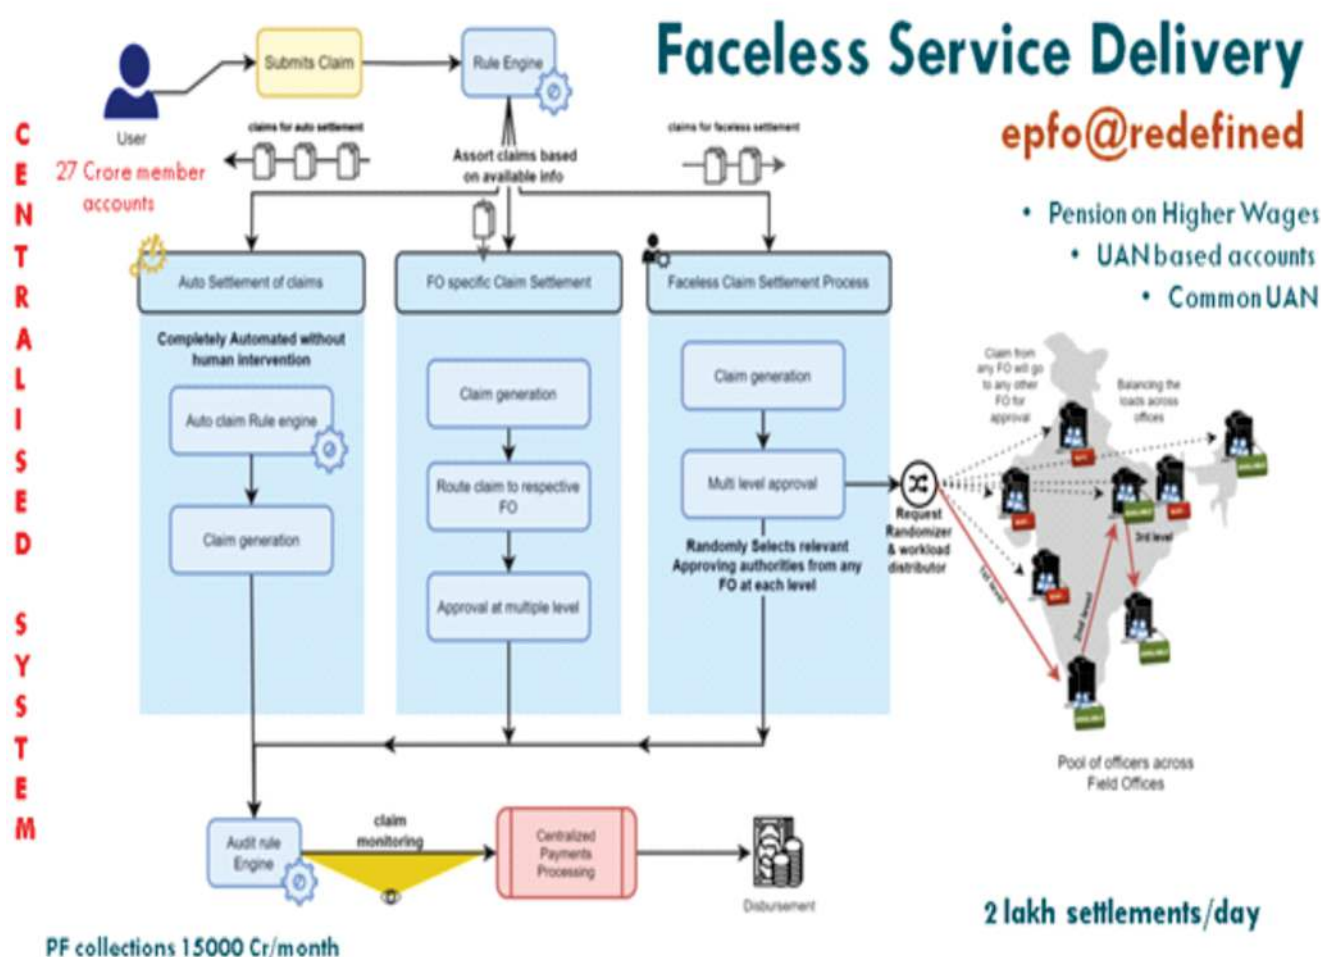 Faceless Service Delivery
epfo@redefined
• Pension on Higher Wages
• UAN based accounts
• Common UAN
CENTRALISED SYSTEM
User
27 Crore member
accounts
Submits Claim
Rule Engine
claims for auto settlement
Assort claims based
on available info
claims for faceless settlement
Auto Settlement of claims
Completely Automated without
human Intervention
Auto claim Rule engine
Claim generation
FO specific Claim Settlement
Claim generation
Route claim to respective
FO
Approval at multiple level
Faceless Claim Settlement Process
Claim generation
Multi level approval
Randomly Selects relevant
Approving authorities from any
FO at each level
Request
Randomizer
& workload
distributor
Claim from
any FO will go
to any other
FO for
approval
Balancing the
loads across
offices
1st level
2nd level
3rd level
Pool of officers across
Field Offices
Audit rule
Engine
claim
monitoring
Centralized
Payments
Processing
Disbursement
2 lakh settlements/day
PF collections 15000 Cr/month